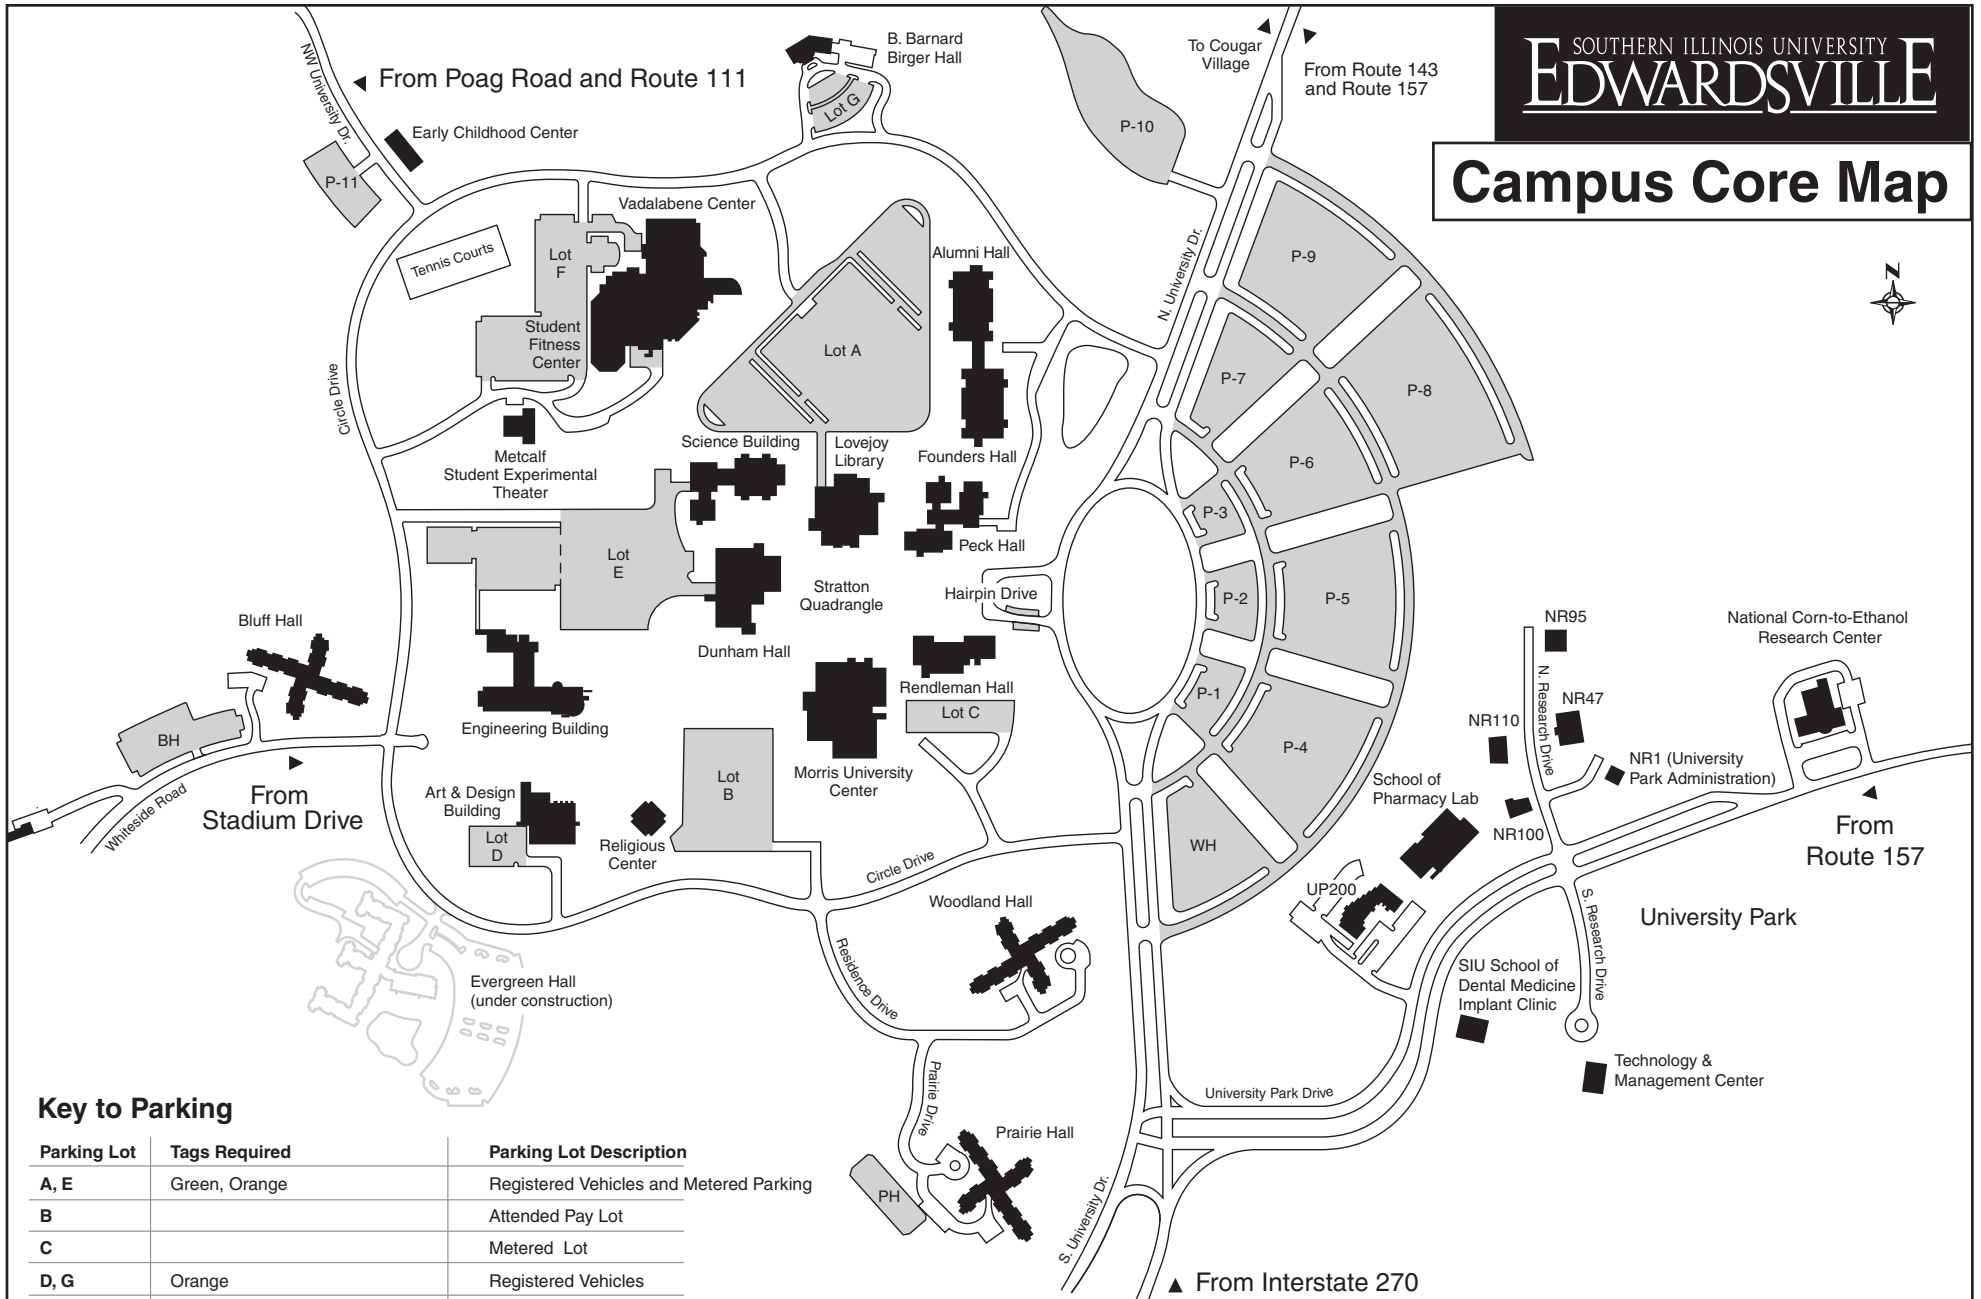 SOUTHERN ILLINOIS UNIVERSITY
EDWARDSVILLE
Campus Core Map
N
B. Barnard
Birger Hall
To Cougar
Village
From Route 143
and Route 157
NW University Dr.
From Poag Road and Route 111
Lot G
P-10
Early Childhood Center
P-11
Vadalabene Center
Tennis Courts
Lot
F
Alumni Hall
N. University Dr.
P-9
Student
Fitness
Center
Lot A
P-7
P-8
Circle Drive
Metcalf
Student Experimental
Theater
Science Building
Lovejoy
Library
Founders Hall
P-6
P-3
Peck Hall
Lot
E
Stratton
Quadrangle
Hairpin Drive
P-2
P-5
Bluff Hall
Dunham Hall
NR95
National Corn-to-Ethanol
Research Center
Rendleman Hall
P-1
N. Research Drive
NR47
Lot C
NR110
BH
Engineering Building
P-4
Morris University
Center
Lot
B
NR1 (University
Park Administration)
School of
Pharmacy Lab
From
Stadium Drive
Whiteside Road
Art & Design
Building
Lot
D
Religious
Center
Circle Drive
WH
NR100
From
Route 157
UP200
Woodland Hall
S. Research Drive
University Park
Residence Drive
Evergreen Hall
(under construction)
SIU School of
Dental Medicine
Implant Clinic
Technology &
Management Center
University Park Drive
Prairie Drive
Prairie Hall
PH
S. University Dr.
From Interstate 270
Key to Parking
Parking Lot Tags Required Parking Lot Description
A, E Green, Orange Registered Vehicles and Metered Parking
B Attended Pay Lot
C Metered Lot
D, G Orange Registered Vehicles